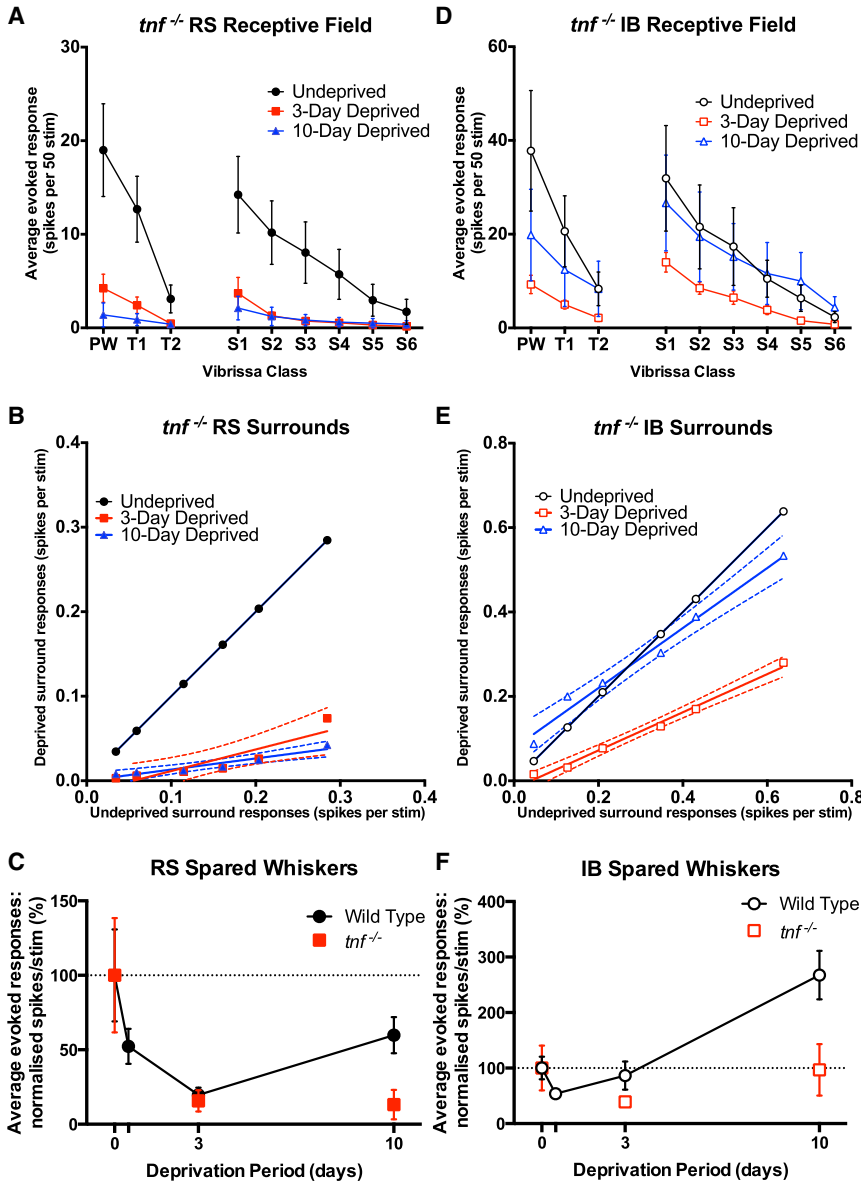 A
tnf -/- RS Receptive Field
Average evoked response
(spikes per 50 stim)
30
20
10
0
Undeprived
3-Day Deprived
10-Day Deprived
PW T1 T2 S1 S2 S3 S4 S5 S6
Vibrissa Class
B
tnf -/- RS Surrounds
Deprived surround responses (spikes per stim)
0.4
0.3
0.2
0.1
0.0
Undeprived
3-Day Deprived
10-Day Deprived
0.0 0.1 0.2 0.3 0.4
Undeprived surround responses (spikes per stim)
C
RS Spared Whiskers
Average evoked responses:
normalised spikes/stim (%)
150
100
50
0
Wild Type
tnf -/-
0 3 10
Deprivation Period (days)
D
tnf -/- IB Receptive Field
Average evoked response
(spikes per 50 stim)
60
40
20
0
Undeprived
3-Day Deprived
10-Day Deprived
PW T1 T2 S1 S2 S3 S4 S5 S6
Vibrissa Class
E
tnf -/- IB Surrounds
Deprived surround responses (spikes per stim)
0.8
0.6
0.4
0.2
0.0
Undeprived
3-Day Deprived
10-Day Deprived
0.0 0.2 0.4 0.6 0.8
Undeprived surround responses (spikes per stim)
F
IB Spared Whiskers
Average evoked responses:
normalised spikes/stim (%)
400
300
200
100
0
Wild Type
tnf -/-
0 3 10
Deprivation Period (days)